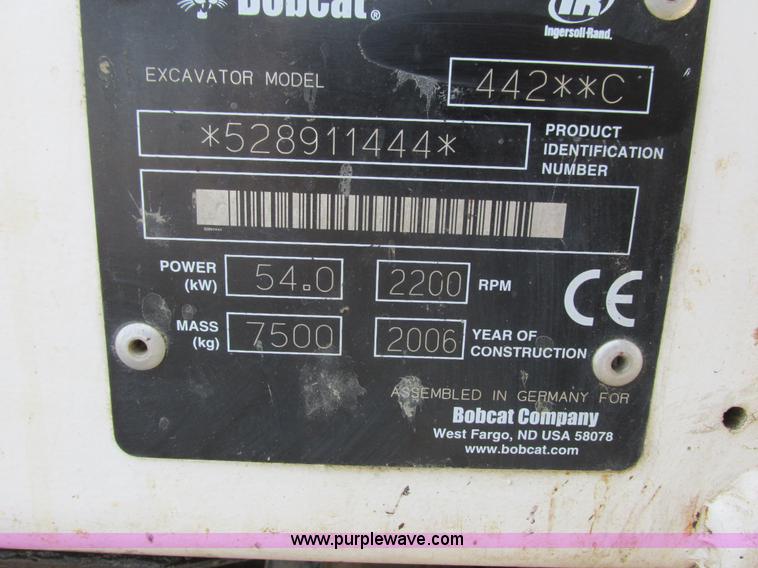 Bobcat®
IR
Ingersoll-Rand.
EXCAVATOR MODEL 442**C
*528911444* PRODUCT IDENTIFICATION NUMBER
POWER (kW) 54.0 2200 RPM
MASS (kg) 7500 2006 YEAR OF CONSTRUCTION
CE
ASSEMBLED IN GERMANY FOR
Bobcat Company
West Fargo, ND USA 58078
www.bobcat.com
www.purplewave.com